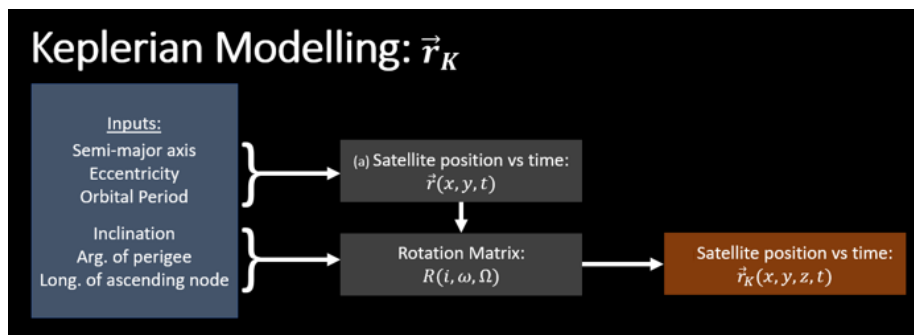 Keplerian Modelling: r⃗_K
Inputs:
Semi-major axis
Eccentricity
Orbital Period
Inclination
Arg. of perigee
Long. of ascending node
(a) Satellite position vs time:
r⃗(x, y, t)
Rotation Matrix:
R(i, ω, Ω)
Satellite position vs time:
r⃗_K(x, y, z, t)